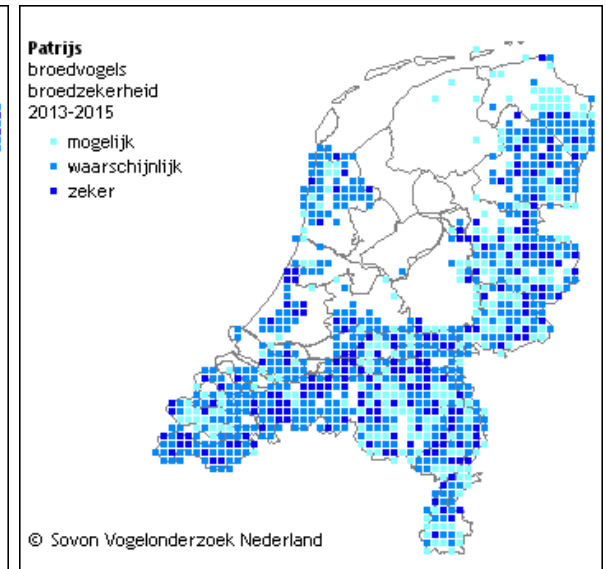 Patrijs
broedvogels
broedzekerheid
2013-2015
mogelijk
waarschijnlijk
zeker
© Sovon Vogelonderzoek Nederland